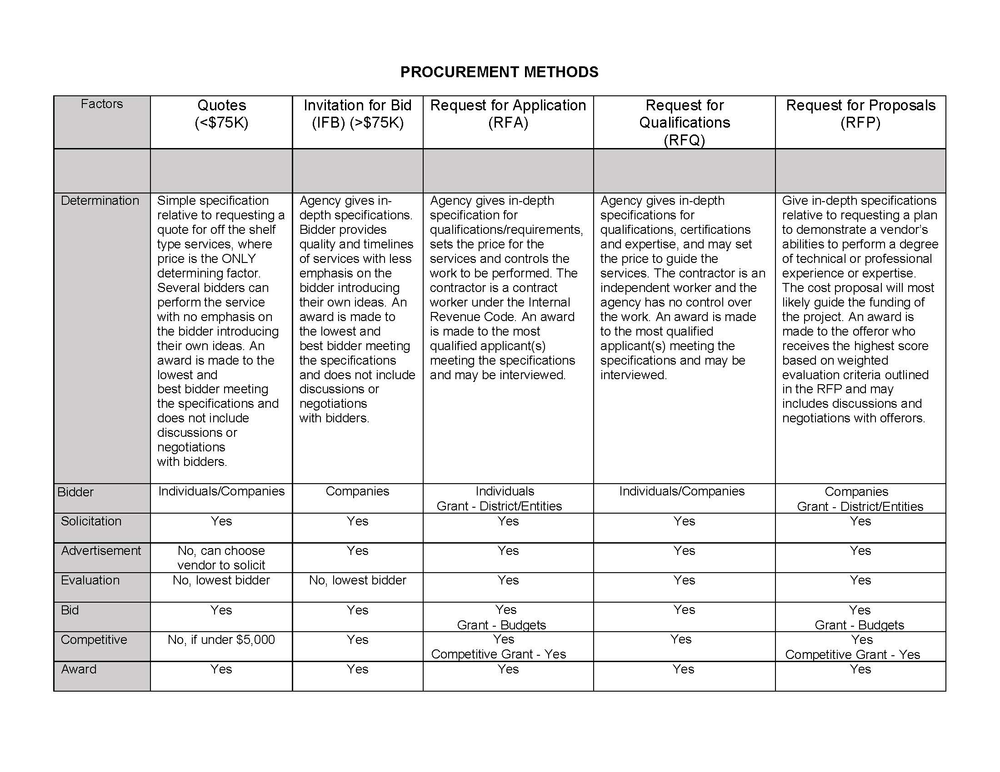 PROCUREMENT METHODS
Factors
Quotes
(<$75K)
Invitation for Bid
(IFB) (>$75K)
Request for Application
(RFA)
Request for
Qualifications
(RFQ)
Request for Proposals
(RFP)
Determination
Simple specification
relative to requesting a
quote for off the shelf
type services, where
price is the ONLY
determining factor.
Several bidders can
perform the service
with no emphasis on
the bidder introducing
their own ideas. An
award is made to the
lowest and
best bidder meeting
the specifications and
does not include
discussions or
negotiations
with bidders.
Agency gives in-
depth specifications.
Bidder provides
quality and timelines
of services with less
emphasis on the
bidder introducing
their own ideas. An
award is made to
the lowest and
best bidder meeting
the specifications
and does not include
discussions or
negotiations
with bidders.
Agency gives in-depth
specification for
qualifications/requirements,
sets the price for the
services and controls the
work to be performed. The
contractor is a contract
worker under the Internal
Revenue Code. An award
is made to the most
qualified applicant(s)
meeting the specifications
and may be interviewed.
Agency gives in-depth
specifications for
qualifications, certifications
and expertise, and may set
the price to guide the
services. The contractor is an
independent worker and the
agency has no control over
the work. An award is made
to the most qualified
applicant(s) meeting the
specifications and may be
interviewed.
Give in-depth specifications
relative to requesting a plan
to demonstrate a vendor’s
abilities to perform a degree
of technical or professional
experience or expertise.
The cost proposal will most
likely guide the funding of
the project. An award is
made to the offeror who
receives the highest score
based on weighted
evaluation criteria outlined
in the RFP and may
includes discussions and
negotiations with offerors.
Bidder
Individuals/Companies
Companies
Individuals
Grant - District/Entities
Individuals/Companies
Companies
Grant - District/Entities
Solicitation
Yes
Yes
Yes
Yes
Yes
Advertisement
No, can choose
vendor to solicit
Yes
Yes
Yes
Yes
Evaluation
No, lowest bidder
No, lowest bidder
Yes
Yes
Yes
Bid
Yes
Yes
Yes
Grant - Budgets
Yes
Yes
Grant - Budgets
Competitive
No, if under $5,000
Yes
Yes
Competitive Grant - Yes
Yes
Yes
Competitive Grant - Yes
Award
Yes
Yes
Yes
Yes
Yes